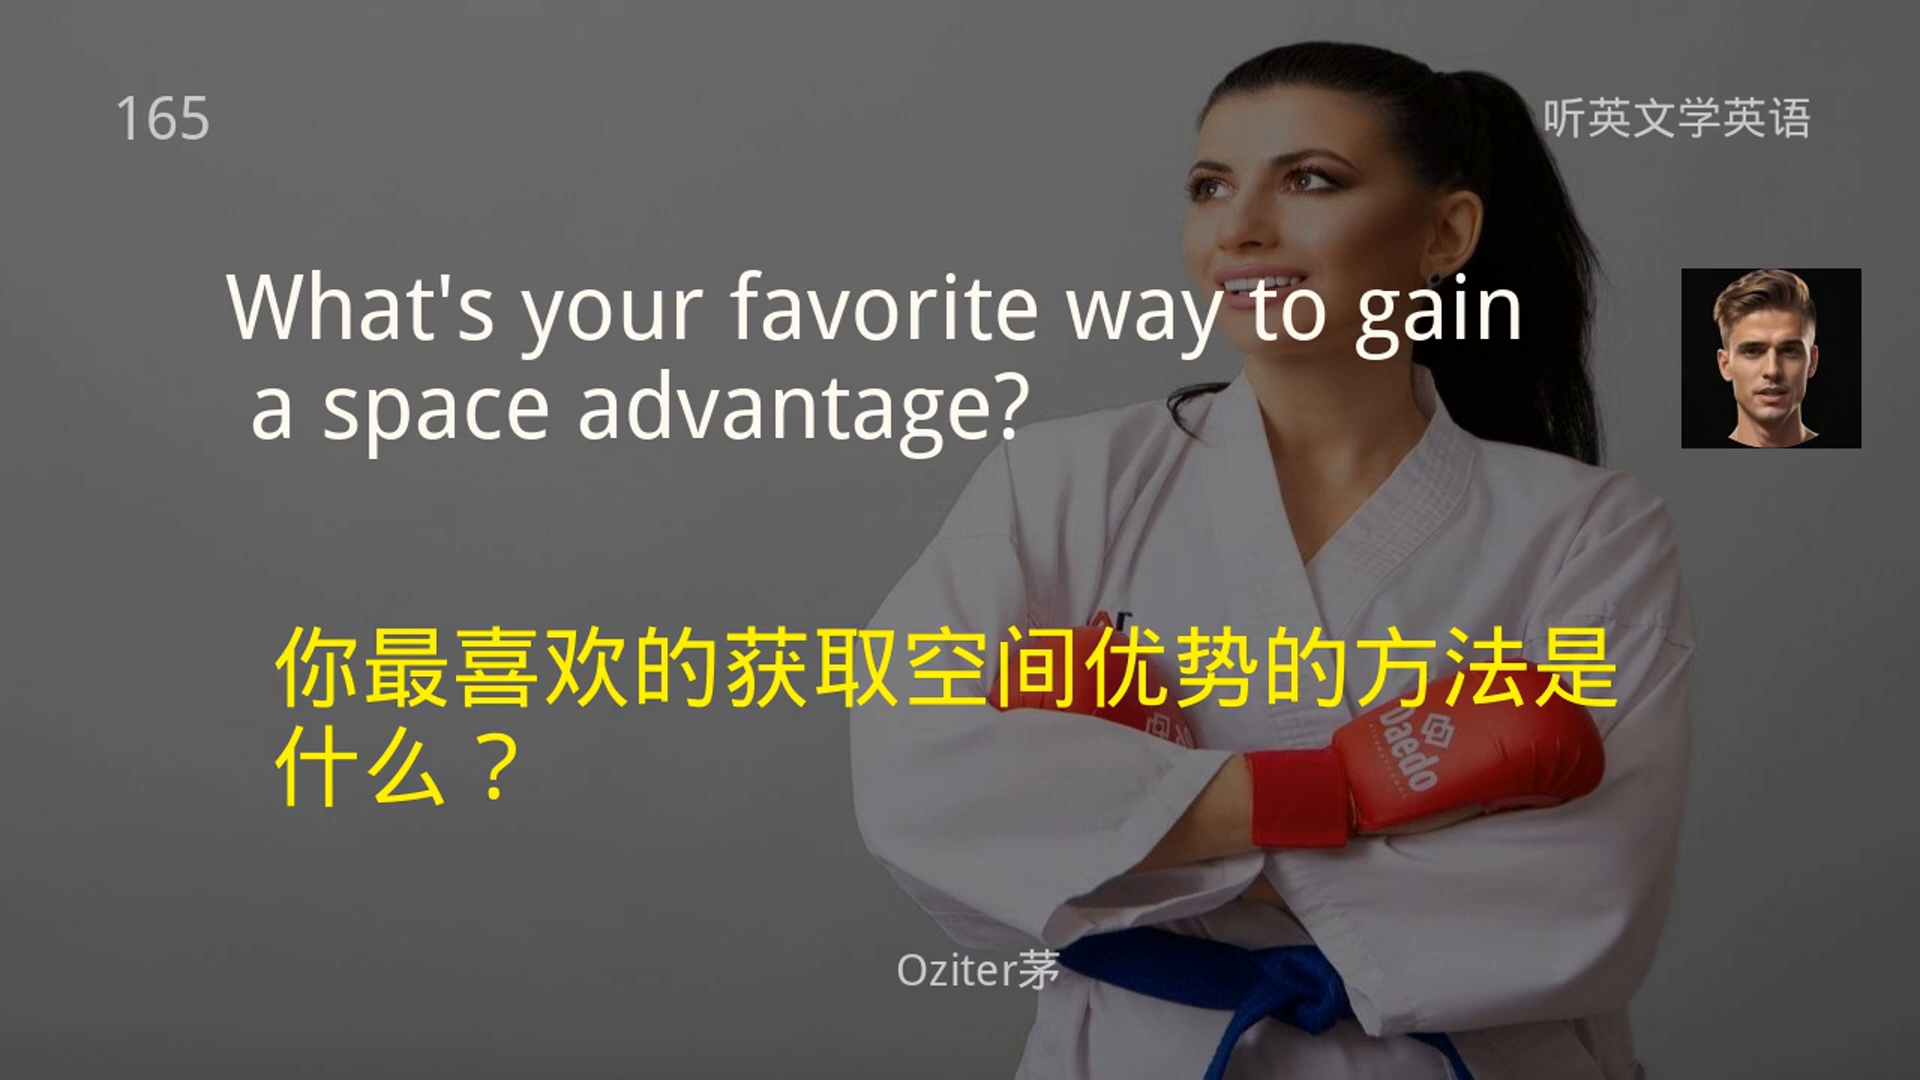 165
听英文学英语
What's your favorite way to gain
a space advantage?
你最喜欢的获取空间优势的方法是
什么？
Daedo
Oziter茅